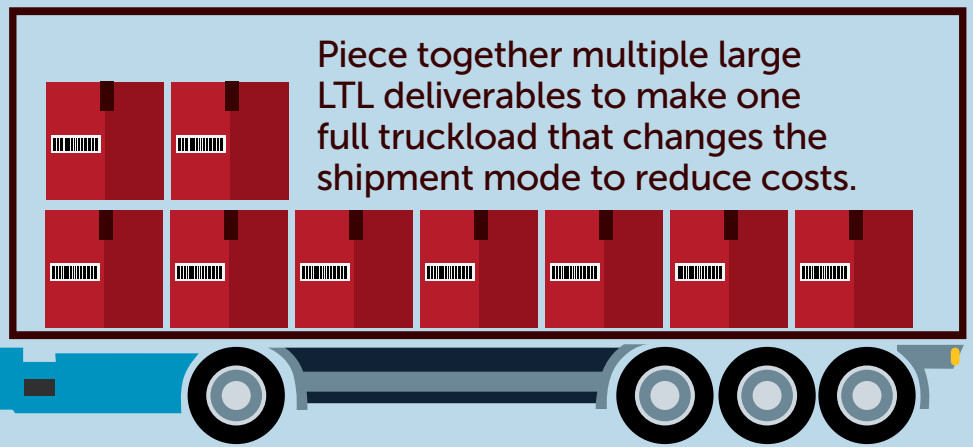 Piece together multiple large
LTL deliverables to make one
full truckload that changes the
shipment mode to reduce costs.